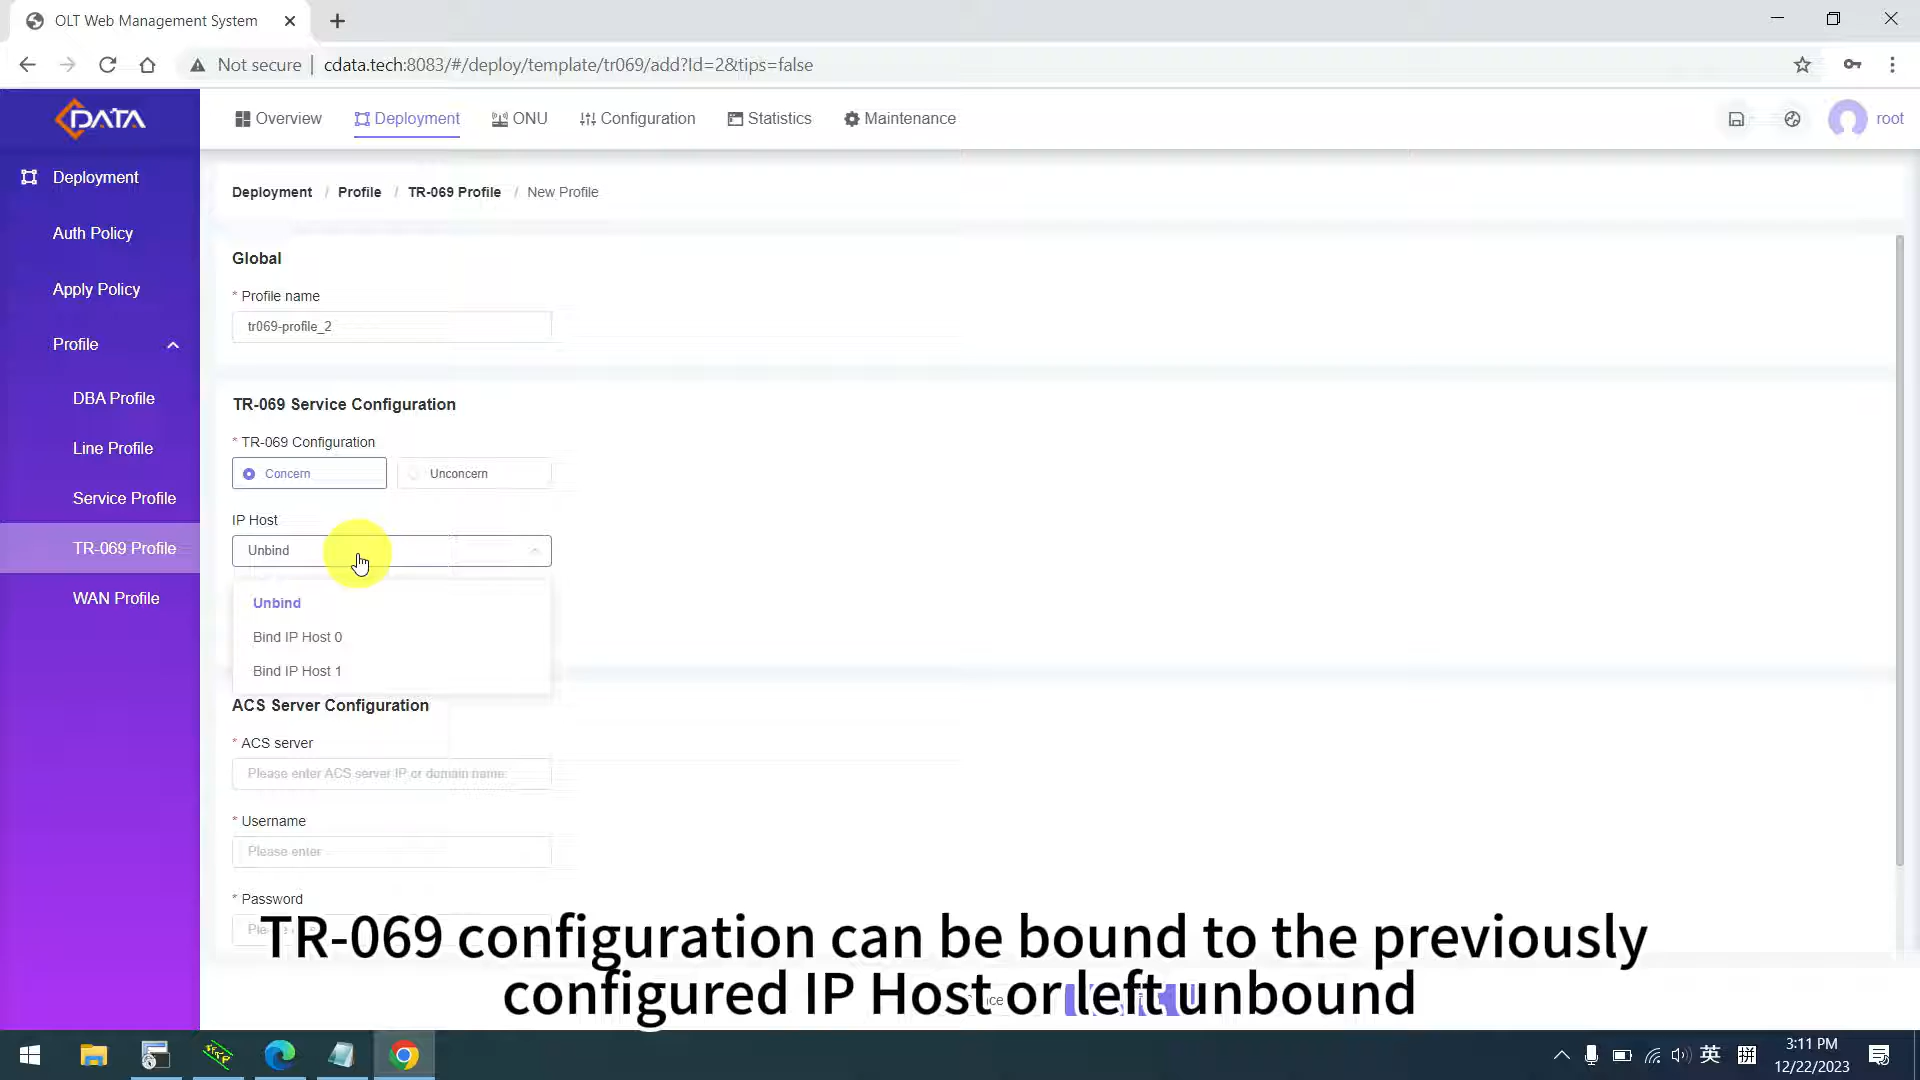 OLT Web Management System
Not secure
cdata.tech:8083/#/deploy/template/tr069/add?Id=2&tips=false
DATA
Overview
Deployment
ONU
Configuration
Statistics
Maintenance
root
Deployment
Auth Policy
Apply Policy
Profile
DBA Profile
Line Profile
Service Profile
TR-069 Profile
WAN Profile
Deployment / Profile / TR-069 Profile / New Profile
Global
* Profile name
tr069-profile_2
TR-069 Service Configuration
* TR-069 Configuration
Concern
Unconcern
IP Host
Unbind
Unbind
Bind IP Host 0
Bind IP Host 1
ACS Server Configuration
* ACS server
Please enter ACS server IP or domain name.
* Username
Please enter
* Password
TR-069 configuration can be bound to the previously
configured IP Host or left unbound
英
拼
3:11 PM
12/22/2023